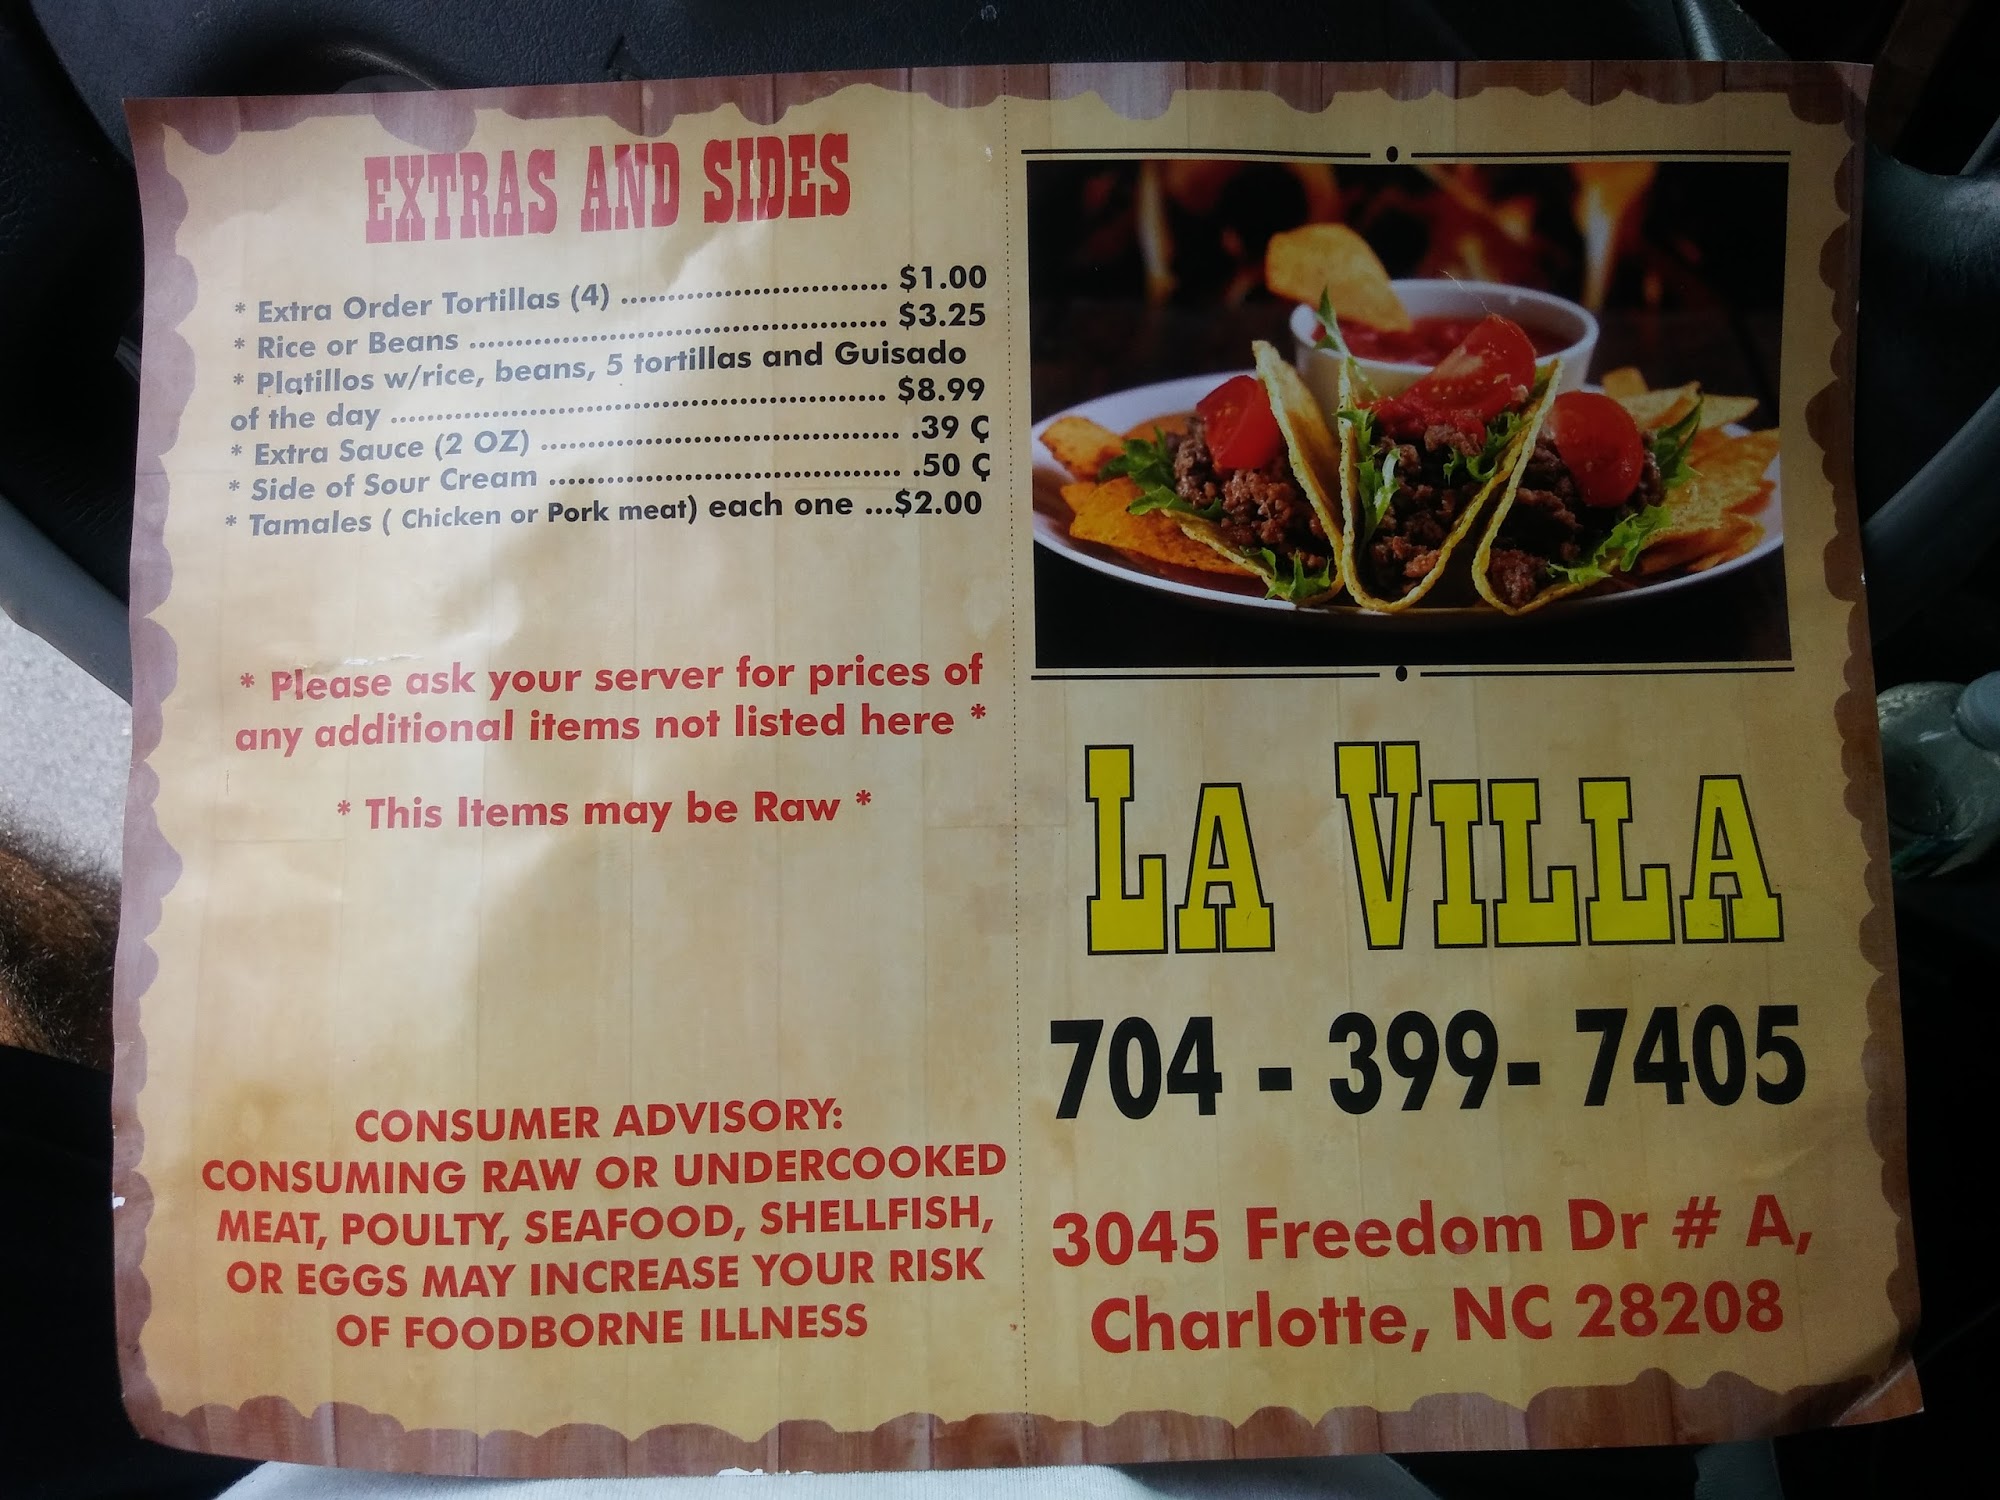 EXTRAS AND SIDES
* Extra Order Tortillas (4) ............................ $1.00
* Rice or Beans ............................................ $3.25
* Platillos w/rice, beans, 5 tortillas and Guisado
of the day ..................................................... $8.99
* Extra Sauce (2 OZ) ...................................... .39 Ç
* Side of Sour Cream ..................................... .50 Ç
* Tamales ( Chicken or Pork meat) each one ...$2.00
* Please ask your server for prices of
any additional items not listed here *
* This Items may be Raw *
CONSUMER ADVISORY:
CONSUMING RAW OR UNDERCOOKED
MEAT, POULTY, SEAFOOD, SHELLFISH,
OR EGGS MAY INCREASE YOUR RISK
OF FOODBORNE ILLNESS
LA VILLA
704 - 399- 7405
3045 Freedom Dr # A,
Charlotte, NC 28208